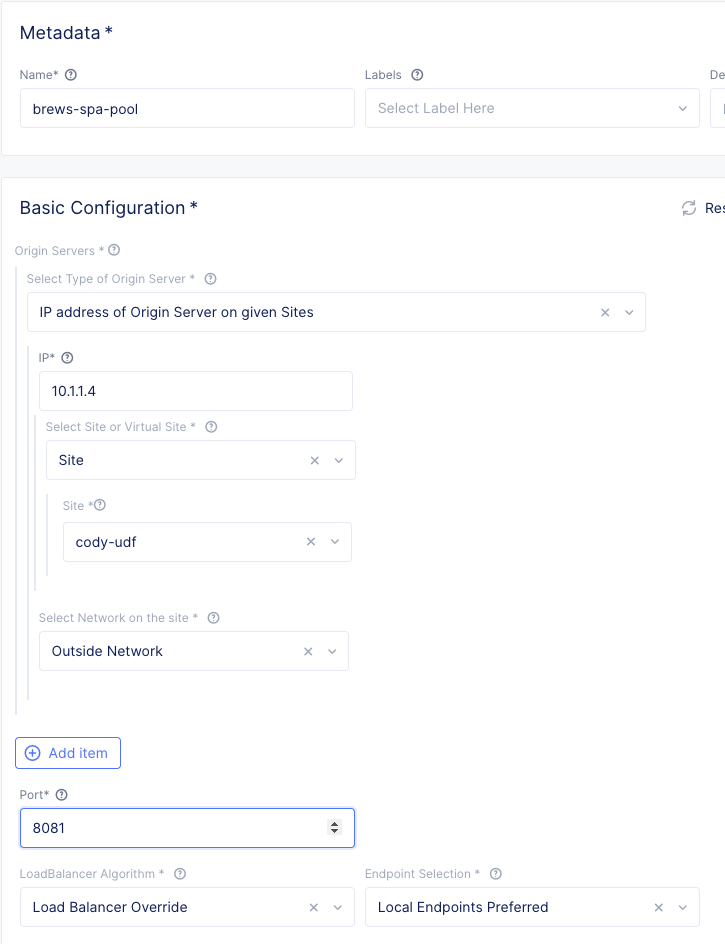 Metadata *
Name* Labels De
brews-spa-pool Select Label Here
Basic Configuration * Res
Origin Servers *
Select Type of Origin Server *
IP address of Origin Server on given Sites
IP*
10.1.1.4
Select Site or Virtual Site *
Site
Site *
cody-udf
Select Network on the site *
Outside Network
Add item
Port*
8081
LoadBalancer Algorithm * Endpoint Selection *
Load Balancer Override Local Endpoints Preferred